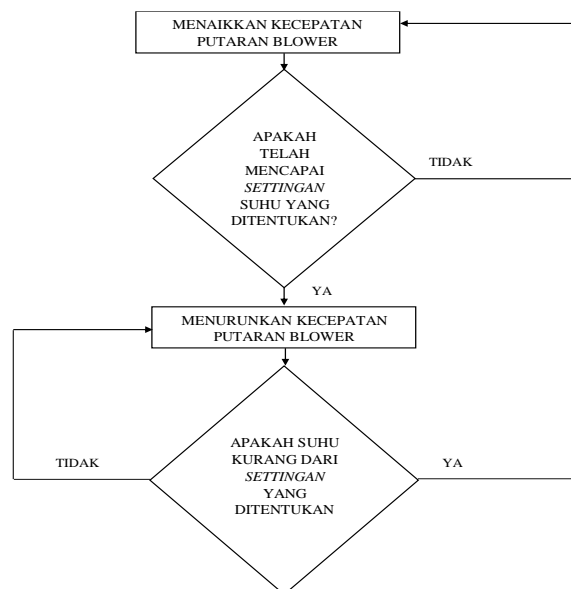 MENAIKKAN KECEPATAN
PUTARAN BLOWER
APAKAH
TELAH
MENCAPAI
SETTINGAN
SUHU YANG
DITENTUKAN?
TIDAK
YA
MENURUNKAN KECEPATAN
PUTARAN BLOWER
APAKAH SUHU
KURANG DARI
SETTINGAN
YANG
DITENTUKAN
TIDAK
YA